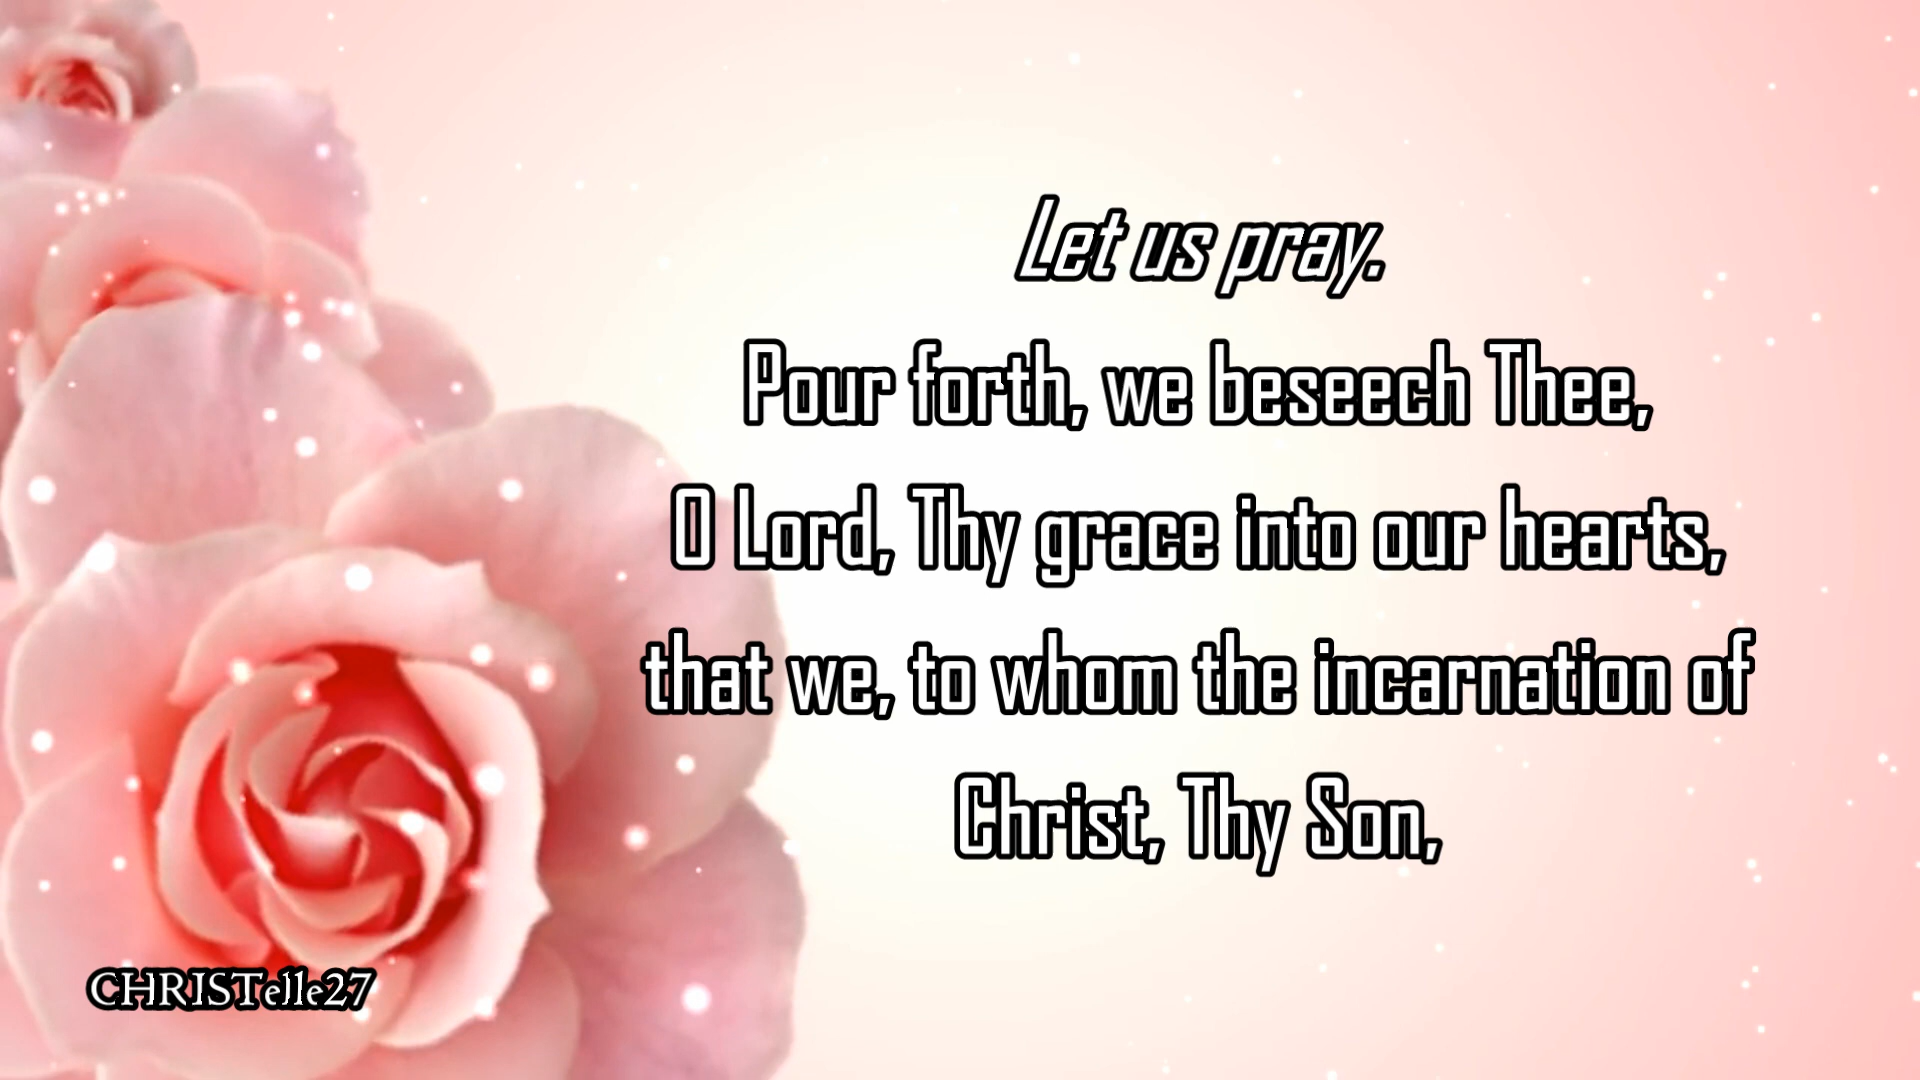 Let us pray.
Pour forth, we beseech Thee,
O Lord, Thy grace into our hearts,
that we, to whom the incarnation of
Christ, Thy Son,
CHRISTelle27